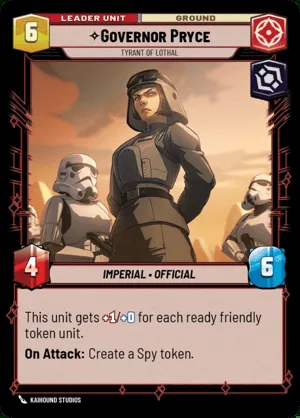 LEADER UNIT
GROUND
6
GOVERNOR PRYCE
TYRANT OF LOTHAL
4
IMPERIAL • OFFICIAL
6
This unit gets +1/+0 for each ready friendly
token unit.
On Attack: Create a Spy token.
KAIHOUND STUDIOS